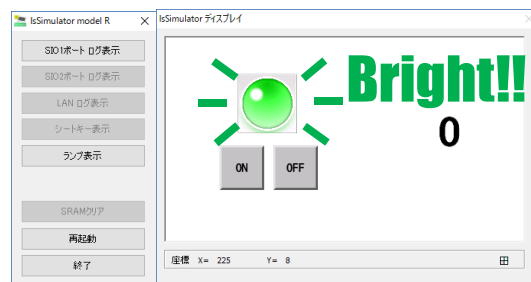 IsSimulator model R
SIO1ポート ログ表示
SIO2ポート ログ表示
LAN ログ表示
シートキー表示
ランプ表示
SRAMクリア
再起動
終了
IsSimulator ディスプレイ
Bright!!
0
ON OFF
座標 X= 225 Y= 8